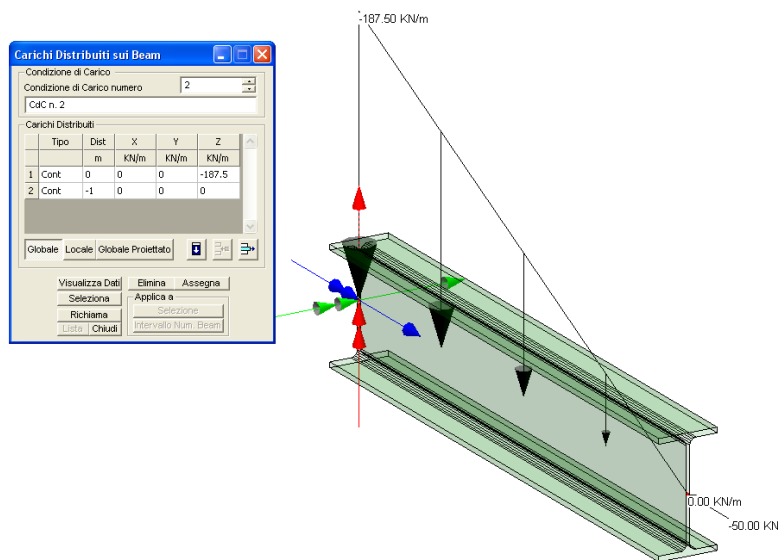 -187.50 KN/m
Carichi Distribuiti sui Beam
Condizione di Carico
Condizione di Carico numero 2
CdC n. 2
Carichi Distribuiti
Tipo Dist X Y Z
m KN/m KN/m KN/m
1 Cont 0 0 0 -187.5
2 Cont -1 0 0 0
Globale Locale Globale Proiettato
Visualizza Dati Elimina Assegna
Seleziona Applica a
Selezione
Richiama Intervallo Num. Beam
Lista Chiudi
0.00 KN/m
-50.00 KN